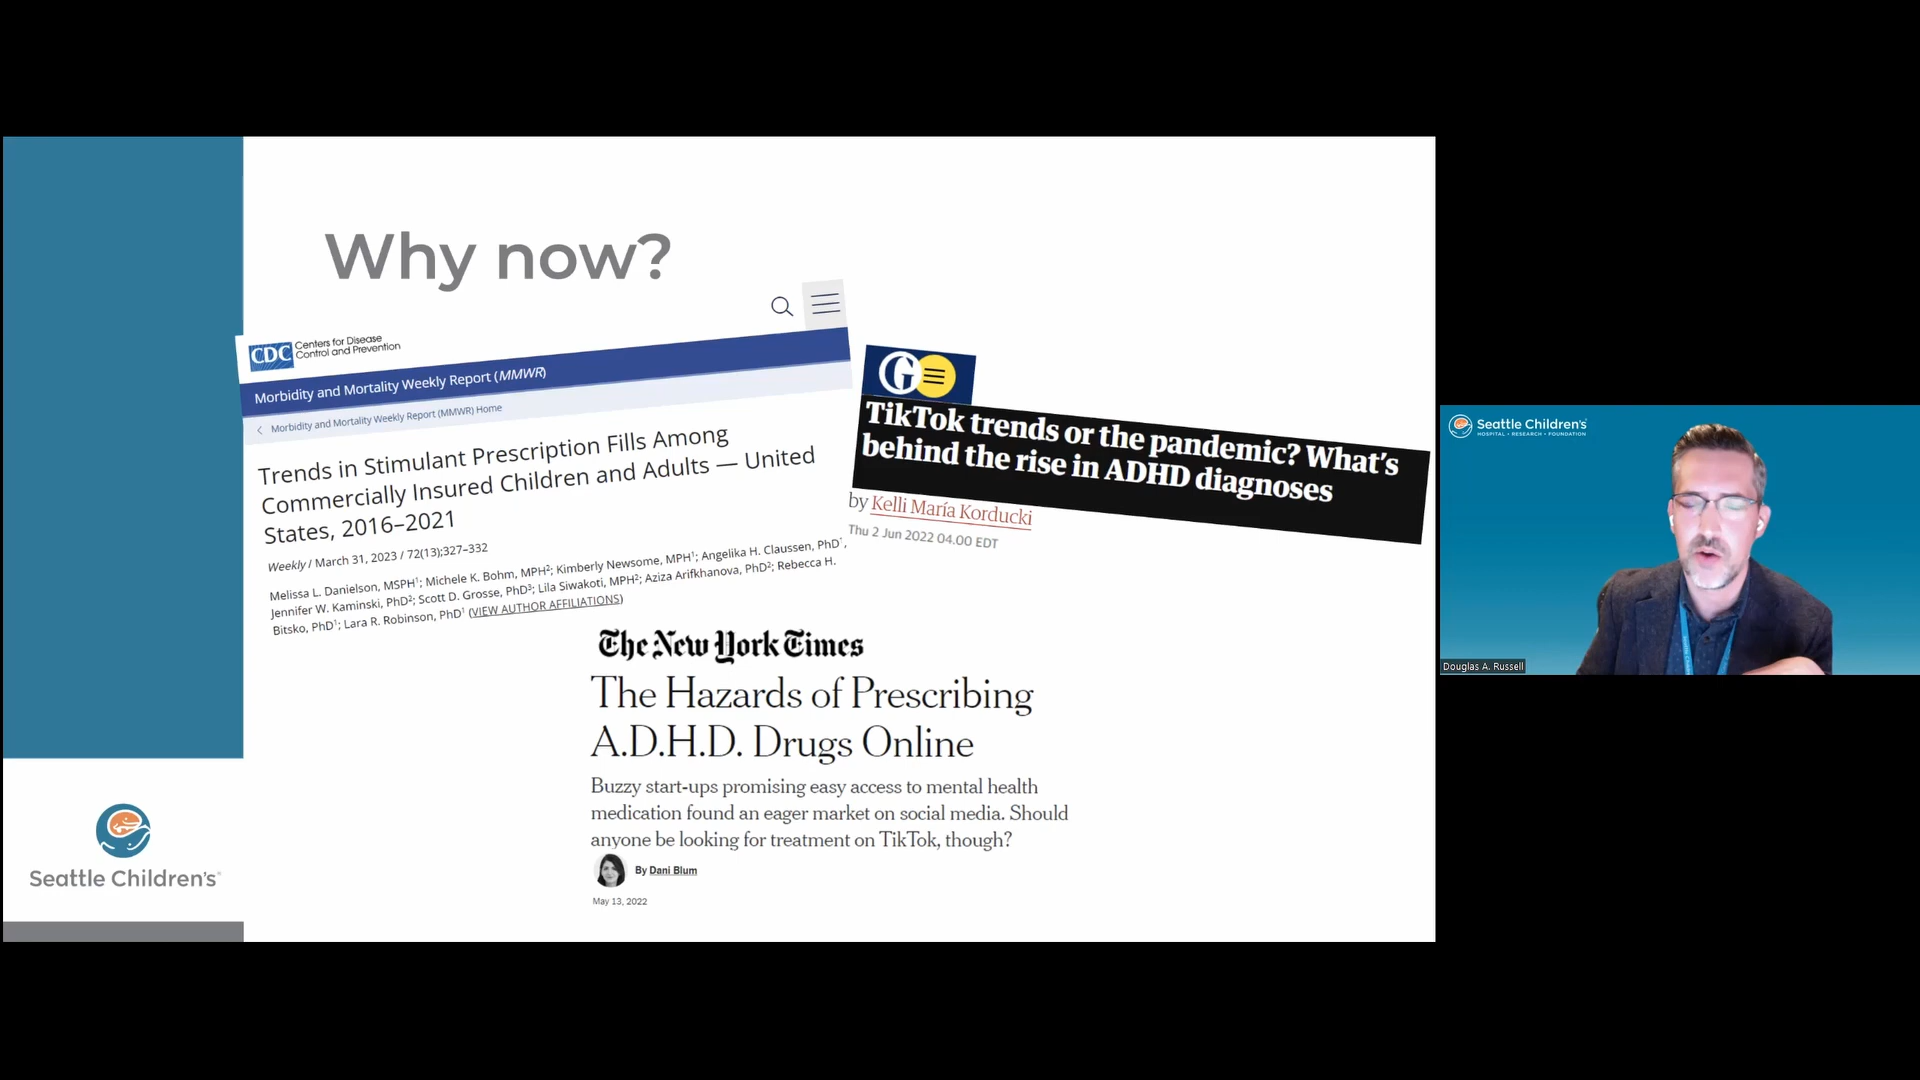 Why now?
CDC Centers for Disease
Control and Prevention
Morbidity and Mortality Weekly Report (MMWR)
Morbidity and Mortality Weekly Report (MMWR) Home
Trends in Stimulant Prescription Fills Among
Commercially Insured Children and Adults — United
States, 2016–2021
Weekly / March 31, 2023 / 72(13);327–332
Melissa L. Danielson, MSPH¹; Michele K. Bohm, MPH²; Kimberly Newsome, MPH¹; Angelika H. Claussen, PhD¹,
Jennifer W. Kaminski, PhD²; Scott D. Grosse, PhD³; Lila Siwakoti, MPH²; Aziza Arifkhanova, PhD²; Rebecca H.
Bitsko, PhD¹; Lara R. Robinson, PhD¹ (VIEW AUTHOR AFFILIATIONS)
G
TikTok trends or the pandemic? What's
behind the rise in ADHD diagnoses
by Kelli María Korducki
Thu 2 Jun 2022 04.00 EDT
The New York Times
The Hazards of Prescribing
A.D.H.D. Drugs Online
Buzzy start-ups promising easy access to mental health
medication found an eager market on social media. Should
anyone be looking for treatment on TikTok, though?
By Dani Blum
May 13, 2022
Seattle Children's
Seattle Children's
HOSPITAL • RESEARCH • FOUNDATION
Douglas A. Russell